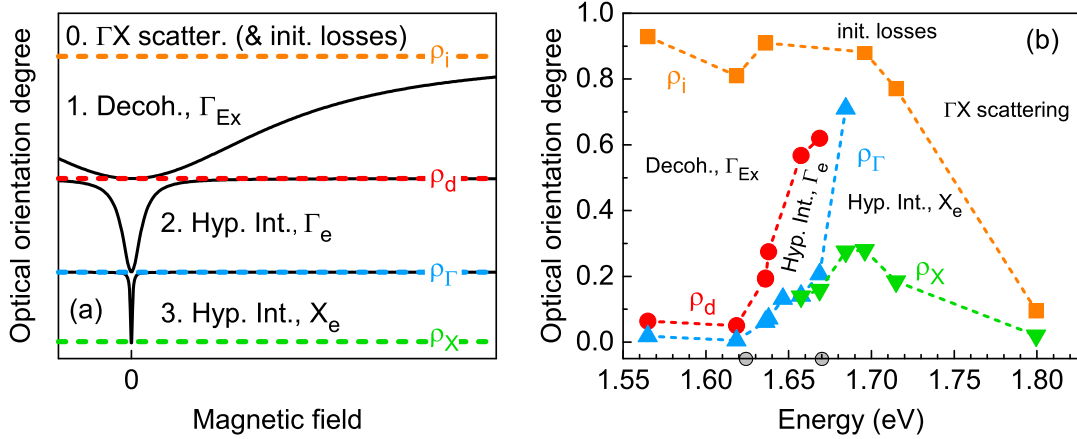 Optical orientation degree
0. ΓX scatter. (& init. losses)
ρi
1. Decoh., ΓEx
ρd
2. Hyp. Int., Γe
ρΓ
(a)
3. Hyp. Int., Xe
ρX
0
Magnetic field
Optical orientation degree
1.0
0.8
0.6
0.4
0.2
0.0
init. losses
(b)
ρi
ΓX scattering
Decoh., ΓEx
ρΓ
Hyp. Int., Γe
Hyp. Int., Xe
ρX
ρd
1.55
1.60
1.65
1.70
1.75
1.80
Energy (eV)